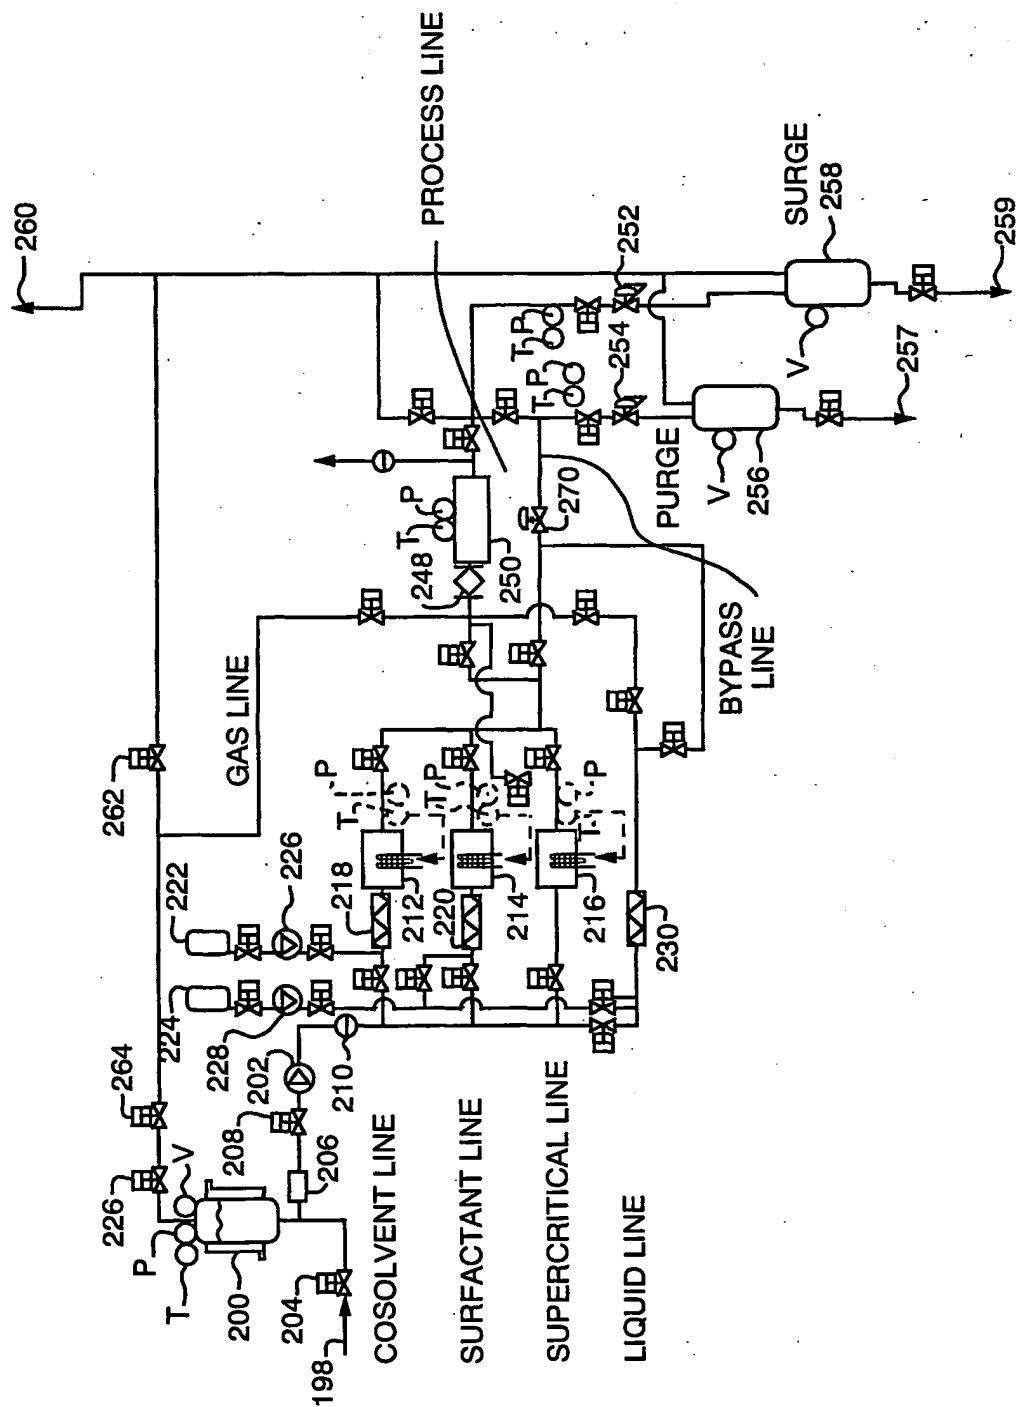 260
262
264
226
V
P
T
200
208
206
204
198
202
210
228
224
222
226
GAS LINE
218
212
220
214
216
230
T
P
T
P
T
P
COSOLVENT LINE
SURFACTANT LINE
SUPERCRITICAL LINE
LIQUID LINE
248
T
P
250
270
BYPASS
LINE
PROCESS LINE
T
P
T
P
252
254
PURGE
V
256
257
SURGE
258
V
259